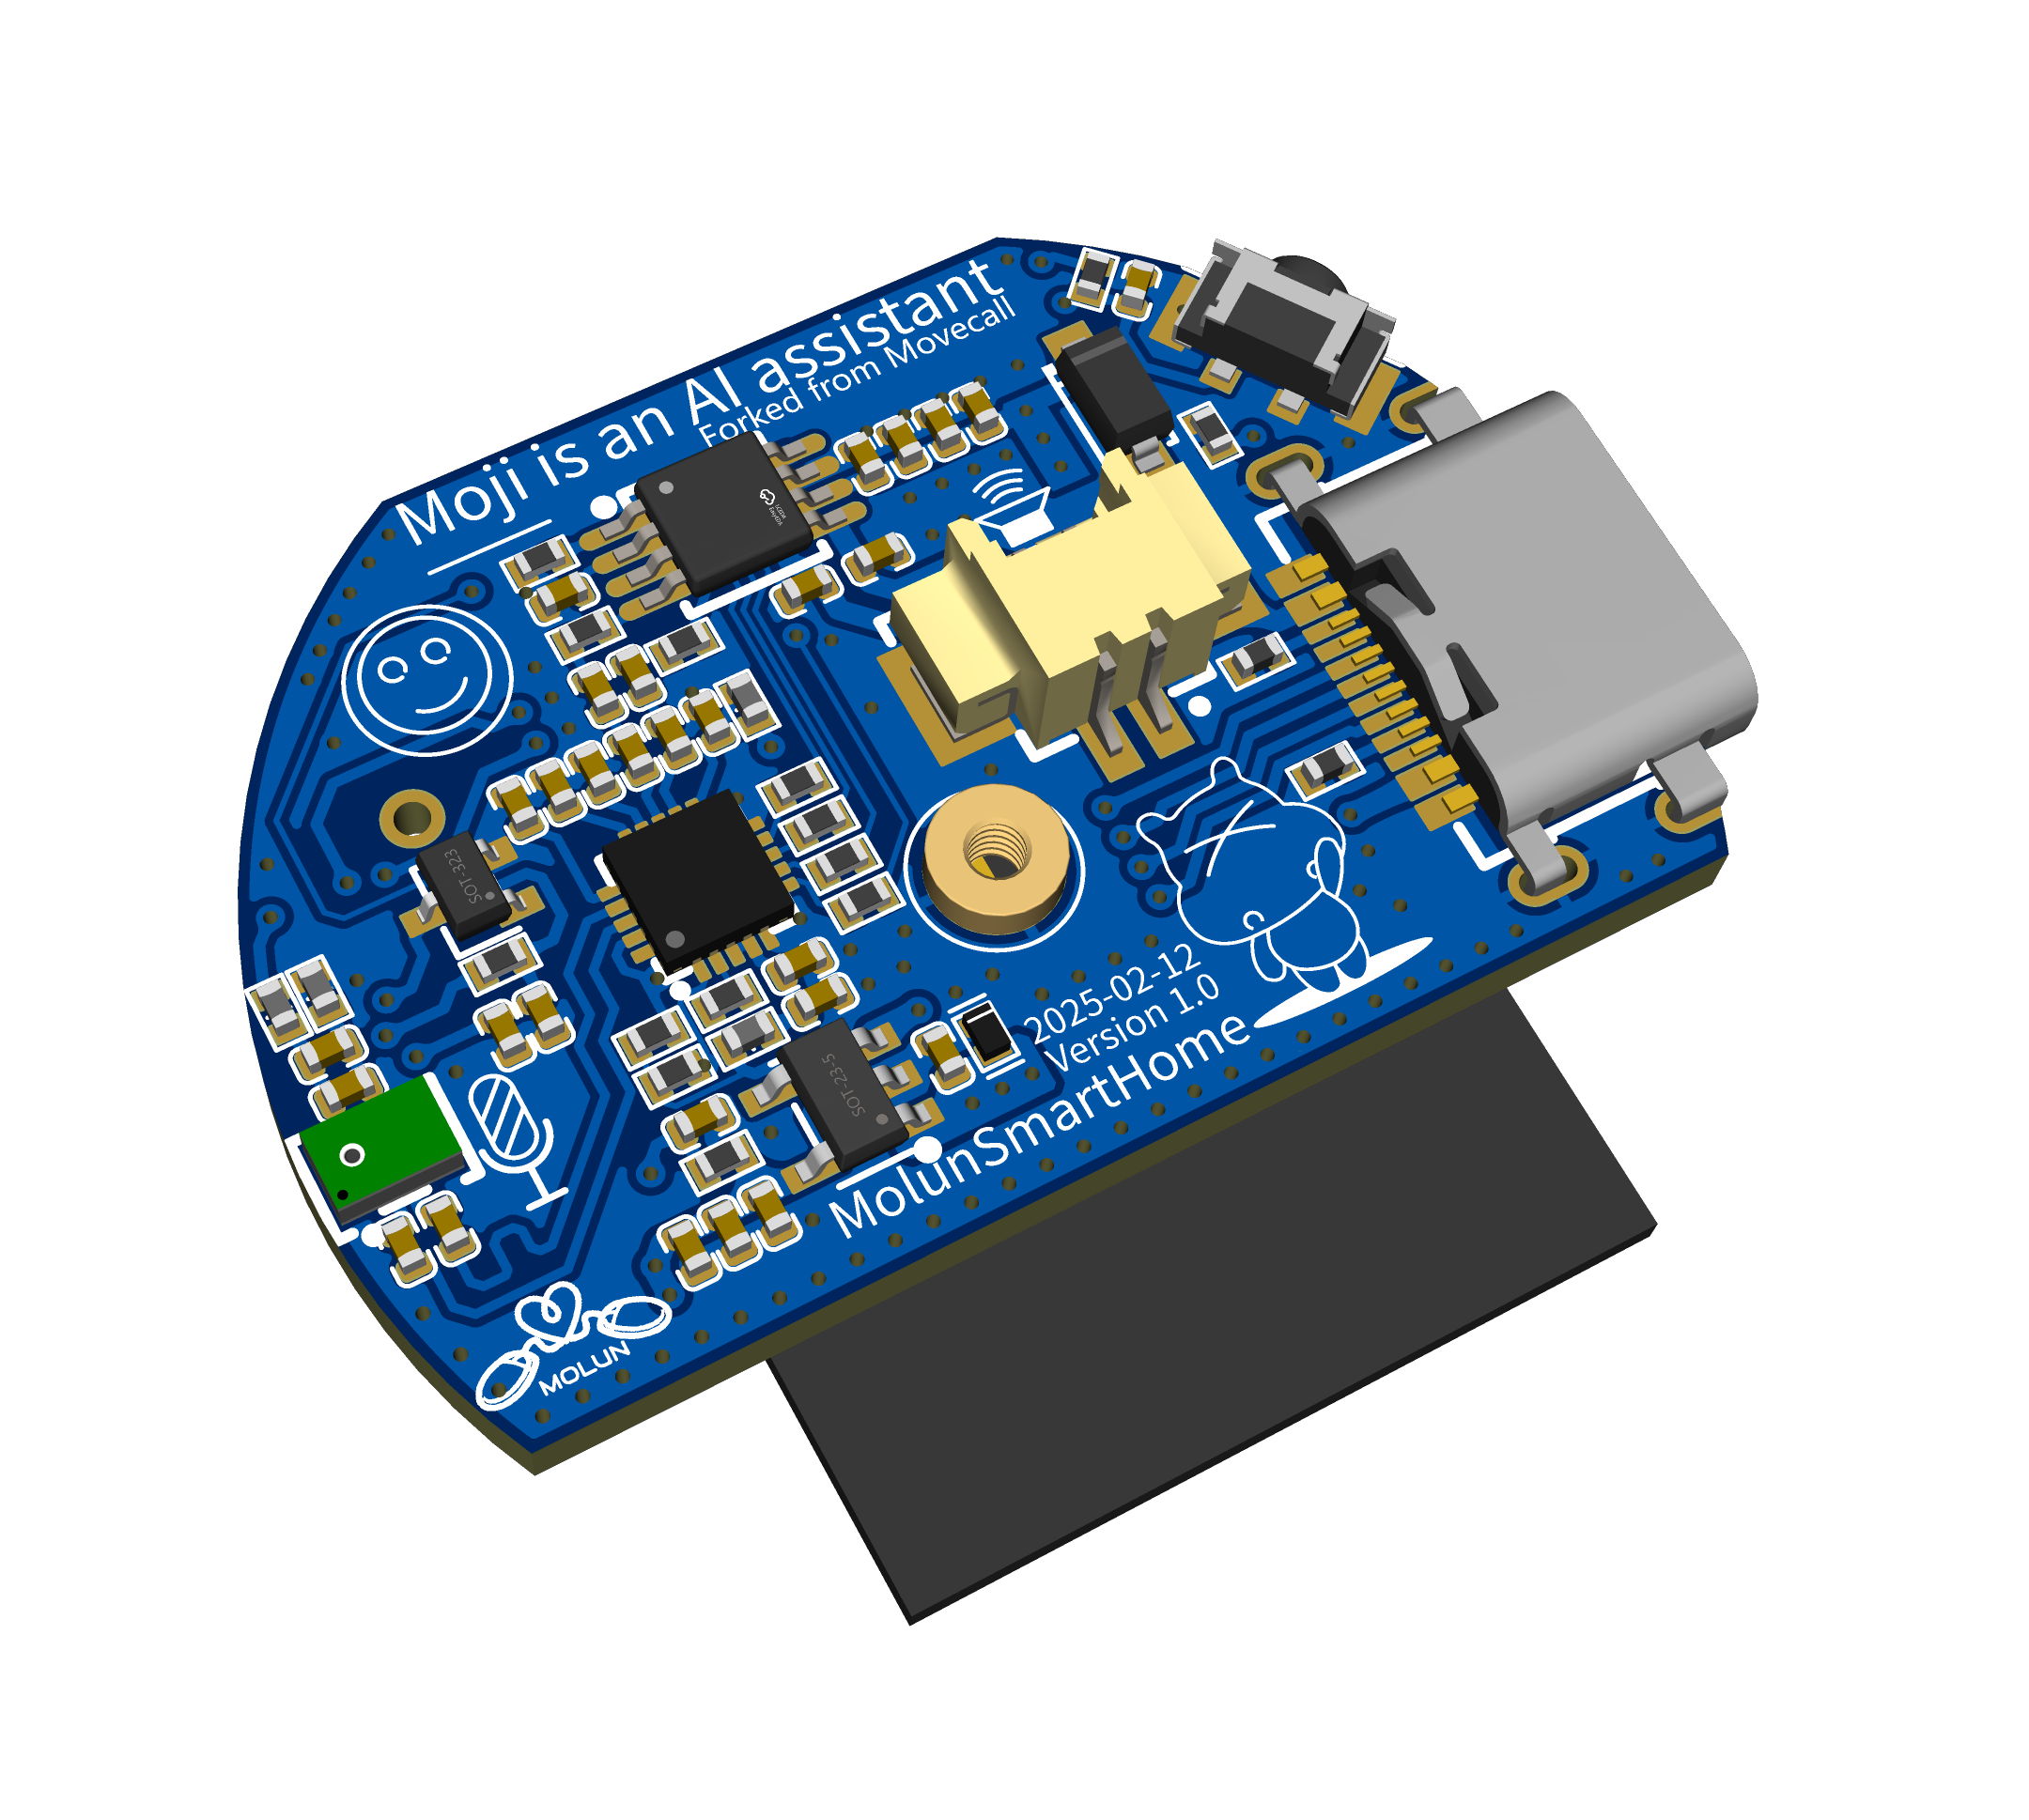 Moji is an AI assistant
Forked from Movecall
SOT-323
SOT-23-5
2025-02-12
Version 1.0
MolunSmartHome
MOLUN